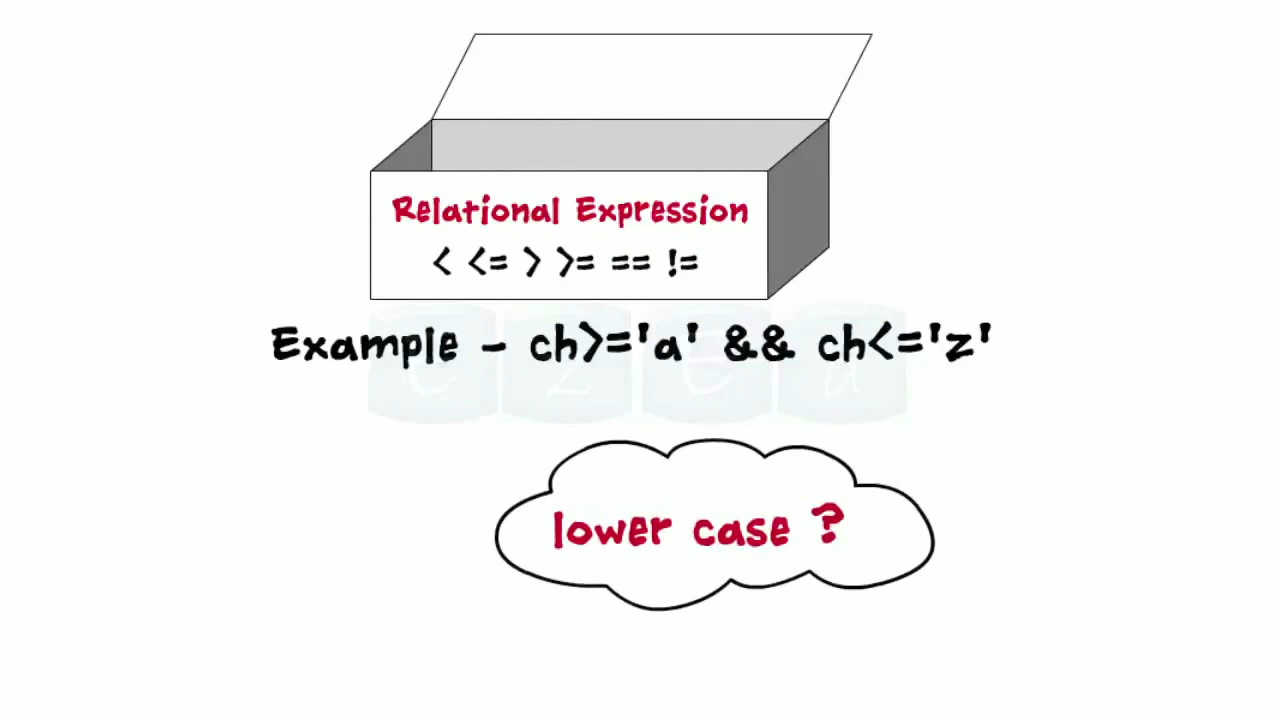 Relational Expression
< <= > >= == !=
Example - ch>='a' && ch<='z'
lower case ?